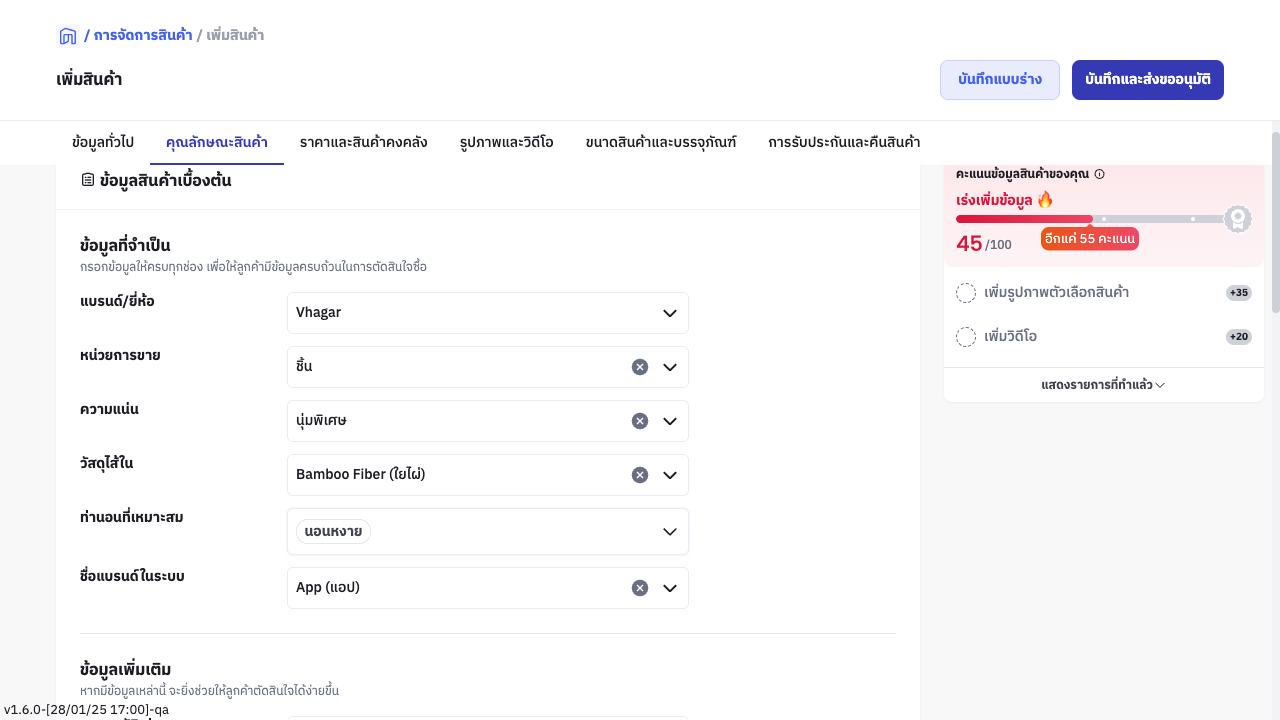 / การจัดการสินค้า / เพิ่มสินค้า
เพิ่มสินค้า
บันทึกแบบร่าง
บันทึกและส่งขออนุมัติ
ข้อมูลทั่วไป
คุณลักษณะสินค้า
ราคาและสินค้าคงคลัง
รูปภาพและวิดีโอ
ขนาดสินค้าและบรรจุภัณฑ์
การรับประกันและคืนสินค้า
ข้อมูลสินค้าเบื้องต้น
ข้อมูลที่จำเป็น
กรอกข้อมูลให้ครบทุกช่อง เพื่อให้ลูกค้ามีข้อมูลครบถ้วนในการตัดสินใจซื้อ
แบรนด์/ยี่ห้อ
Vhagar
หน่วยการขาย
ชิ้น
ความแน่น
นุ่มพิเศษ
วัสดุไส้ใน
Bamboo Fiber (ใยไผ่)
ท่านอนที่เหมาะสม
นอนหงาย
ชื่อแบรนด์ในระบบ
App (แอป)
ข้อมูลเพิ่มเติม
หากมีข้อมูลเหล่านี้ จะยิ่งช่วยให้ลูกค้าตัดสินใจได้ง่ายขึ้น
คะแนนข้อมูลสินค้าของคุณ
เร่งเพิ่มข้อมูล 🔥
45/100
อีกแค่ 55 คะแนน
เพิ่มรูปภาพตัวเลือกสินค้า
+35
เพิ่มวิดีโอ
+20
แสดงรายการที่ทำแล้ว
v1.6.0-[28/01/25 17:00]-qa